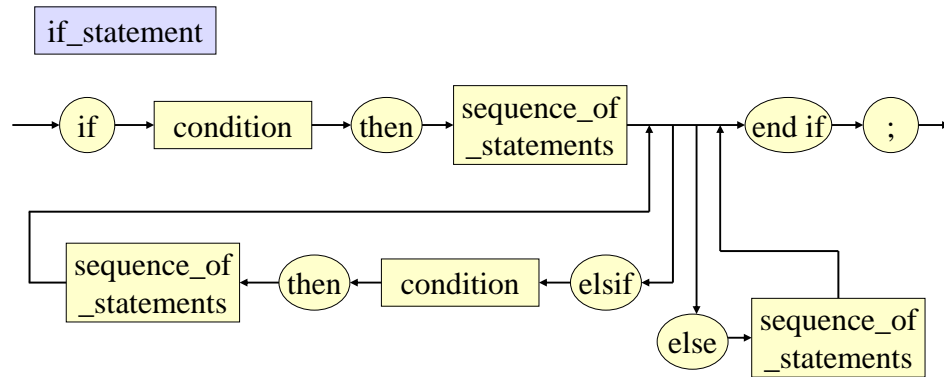 if_statement
if
condition
then
sequence_of
_statements
end if
;
sequence_of
_statements
then
condition
elsif
else
sequence_of
_statements